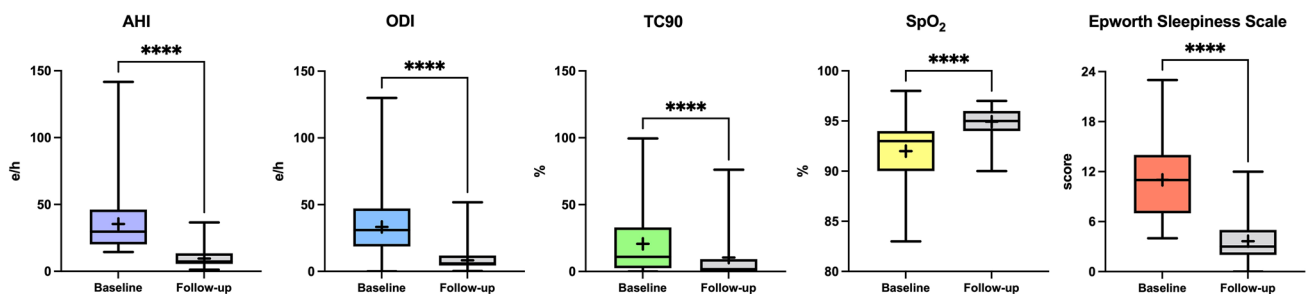 AHI
****
150
100
50
0
e/h
Baseline Follow-up
ODI
****
150
100
50
0
e/h
Baseline Follow-up
TC90
****
150
100
50
0
%
Baseline Follow-up
SpO₂
****
100
95
90
85
80
%
Baseline Follow-up
Epworth Sleepiness Scale
****
24
18
12
6
0
score
Baseline Follow-up